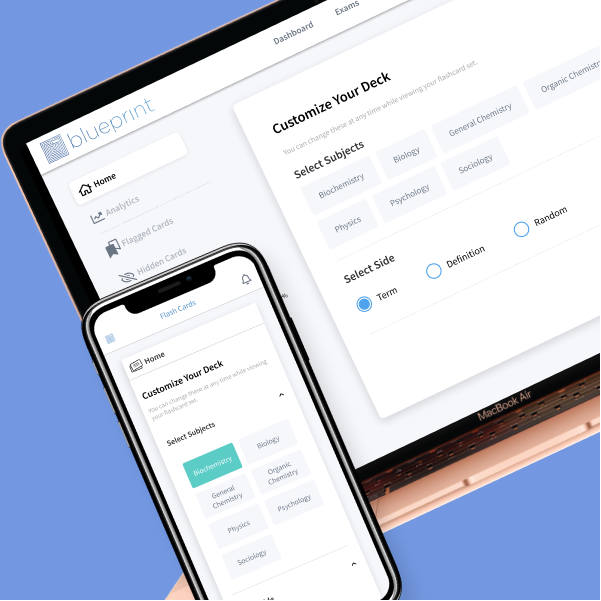 Dashboard
Exams
blueprint
Home
Analytics
Flagged Cards
Hidden Cards
Customize Your Deck
You can change these at any time while viewing your flashcard set.
Select Subjects
Biochemistry
Biology
General Chemistry
Organic Chemistry
Physics
Psychology
Sociology
Select Side
Term
Definition
Random
MacBook Air
Flash Cards
Home
Customize Your Deck
You can change these at any time while viewing
your flashcard set.
Select Subjects
Biochemistry
Biology
General
Chemistry
Organic
Chemistry
Physics
Psychology
Sociology